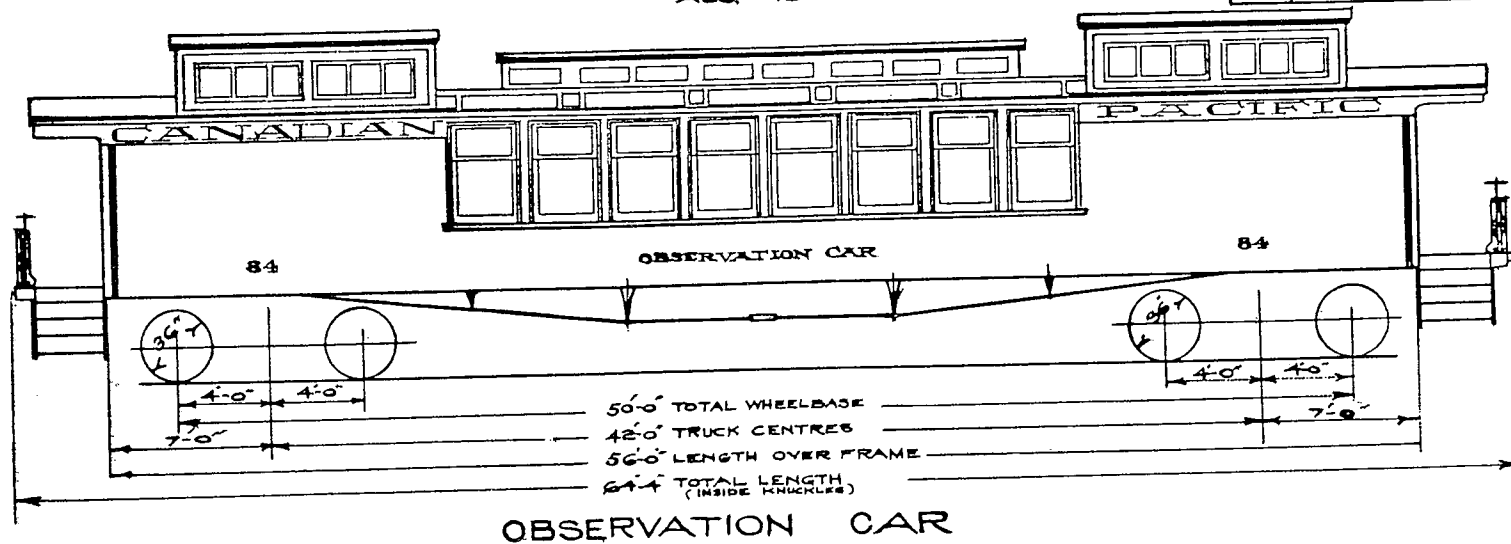 CANADIAN PACIFIC
OBSERVATION CAR
84 84
36" 36"
4'-0" 4'-0" 4'-0" 4'-0"
50'-0" TOTAL WHEELBASE
7'-0" 42'-0" TRUCK CENTRES 7'-0"
56'-0" LENGTH OVER FRAME
64'-4" TOTAL LENGTH
(INSIDE KNUCKLES)
OBSERVATION CAR